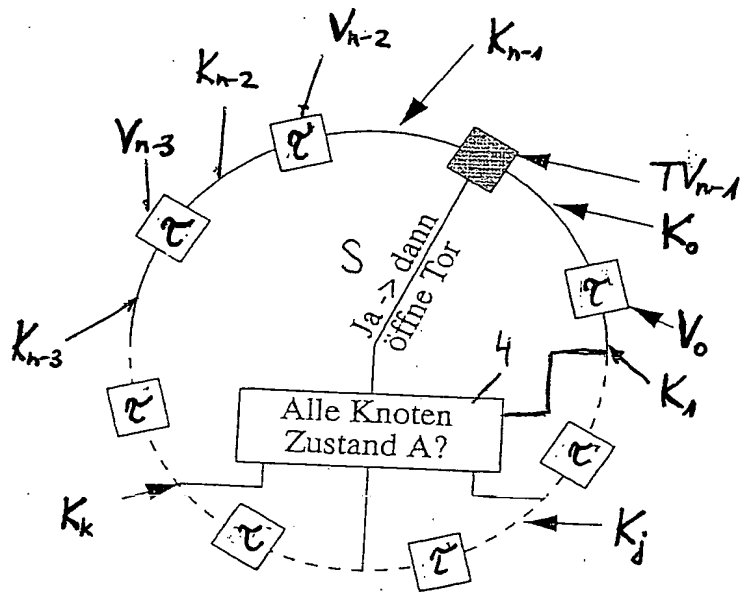 V_{n-2}
K_{n-1}
K_{n-2}
V_{n-3}
τ
τ
TV_{n-1}
K_0
S
Ja -> dann
öffne Tor
τ
V_0
K_{n-3}
K_1
4
τ
Alle Knoten
Zustand A?
τ
K_k
K_j
τ
τ